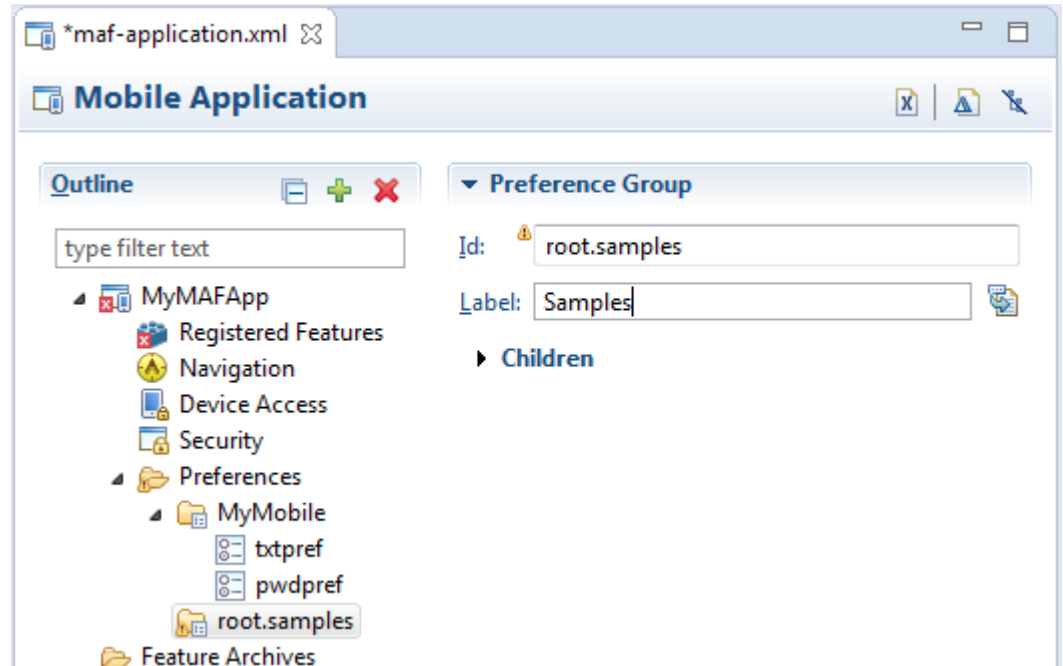 *maf-application.xml
Mobile Application
Outline
type filter text
MyMAFApp
Registered Features
Navigation
Device Access
Security
Preferences
MyMobile
txtpref
pwdpref
root.samples
Feature Archives
Preference Group
Id: root.samples
Label: Samples
Children